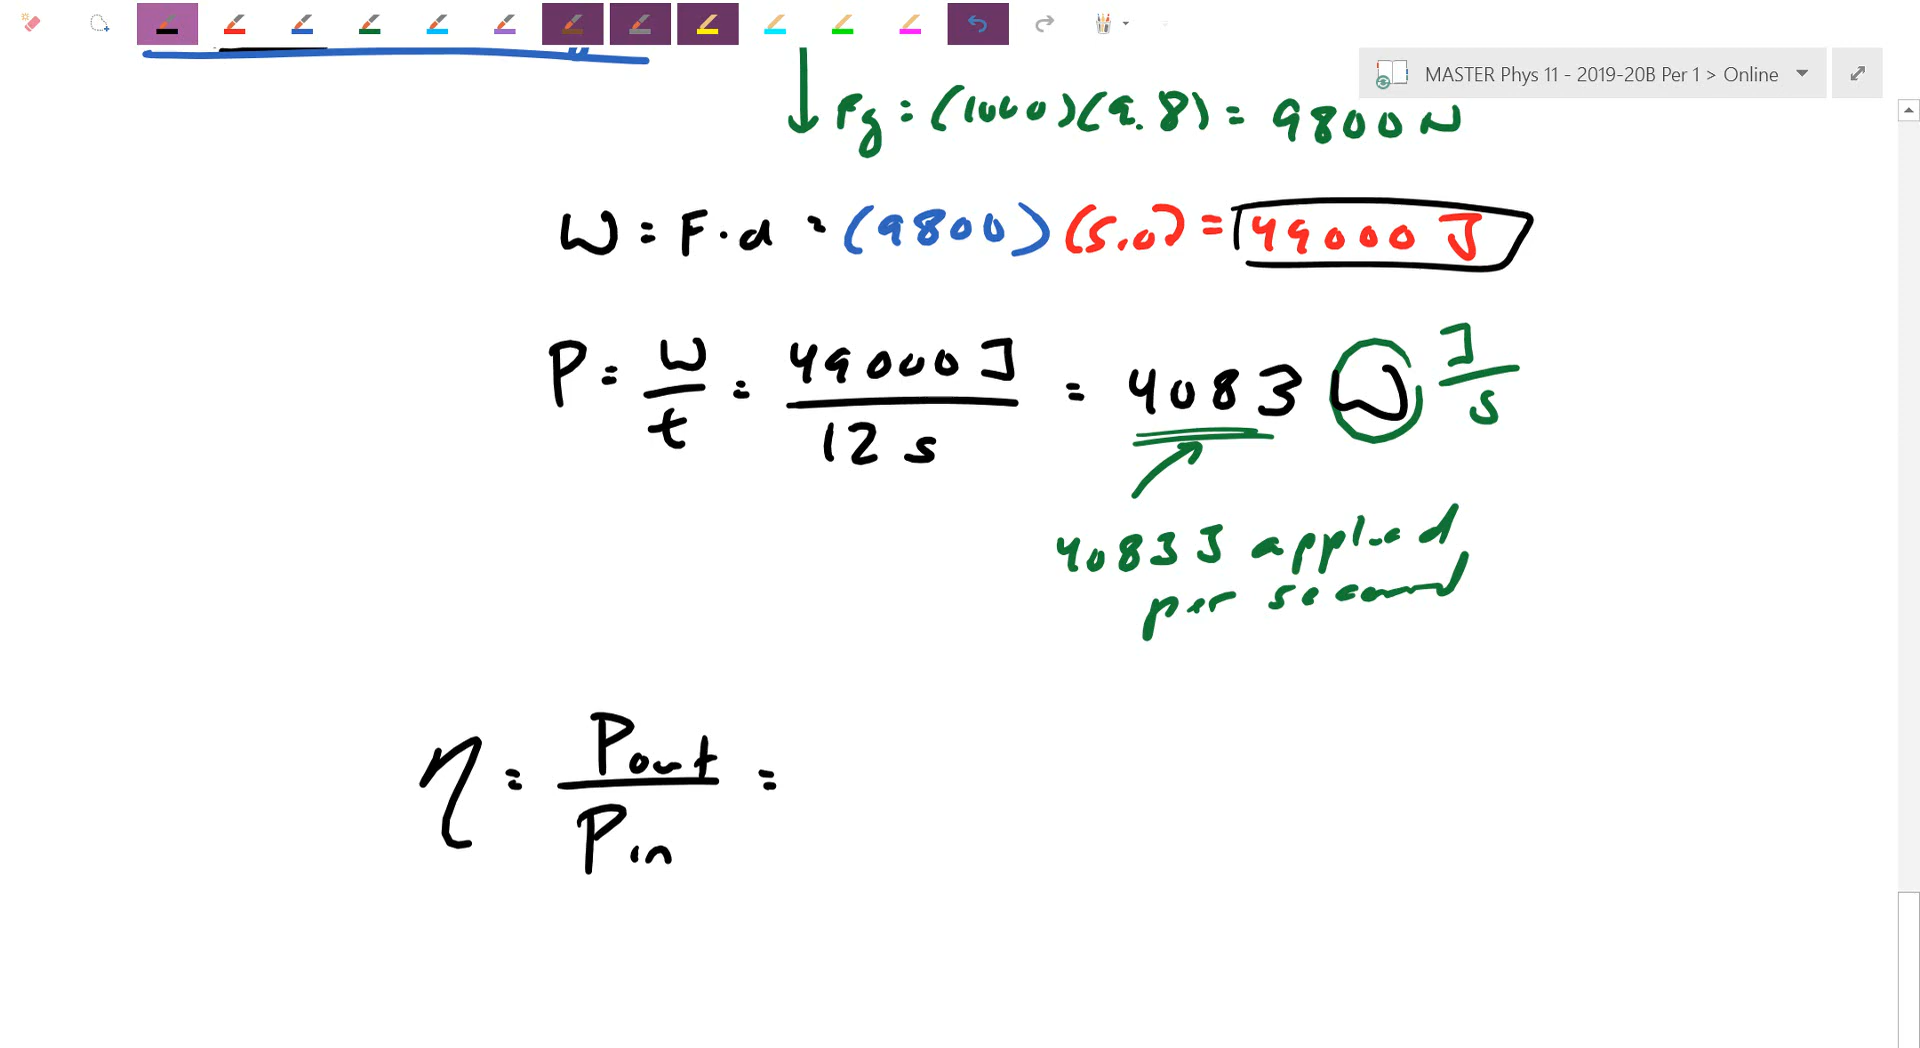 MASTER Phys 11 - 2019-20B Per 1 > Online
Fg = (1000)(9.8) = 9800 N
W = F·d = (9800)(5.0) = 49000 J
P = W/t = 49000 J/12 s = 4083 W, J/s
4083 J applied
per second
η = Pout/Pin =